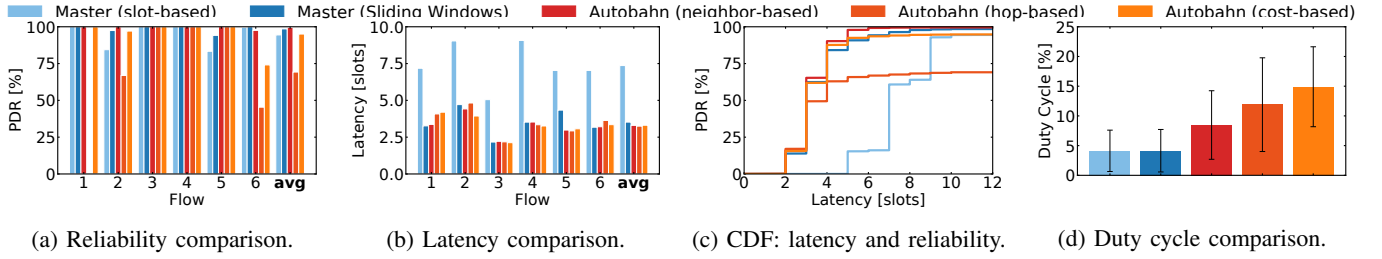 Master (slot-based) Master (Sliding Windows) Autobahn (neighbor-based) Autobahn (hop-based) Autobahn (cost-based)
PDR [%]
100
75
50
25
0
1 2 3 4 5 6 avg
Flow
(a) Reliability comparison.
Latency [slots]
10.0
7.5
5.0
2.5
0.0
1 2 3 4 5 6 avg
Flow
(b) Latency comparison.
PDR [%]
100
75
50
25
0
0 2 4 6 8 10 12
Latency [slots]
(c) CDF: latency and reliability.
Duty Cycle [%]
25
20
15
10
5
0
(d) Duty cycle comparison.